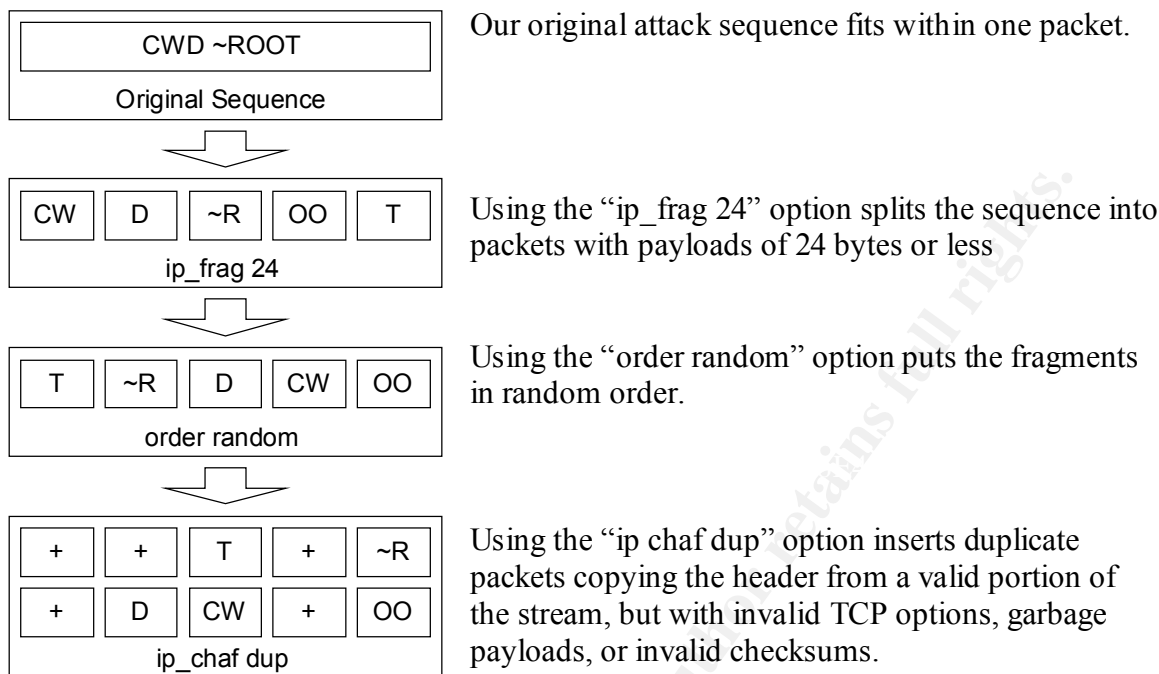 CWD ~ROOT
Original Sequence
Our original attack sequence fits within one packet.
CW D ~R OO T
ip_frag 24
Using the “ip_frag 24” option splits the sequence into
packets with payloads of 24 bytes or less
T ~R D CW OO
order random
Using the “order random” option puts the fragments
in random order.
+ + T + ~R
+ D CW + OO
ip_chaf dup
Using the “ip chaf dup” option inserts duplicate
packets copying the header from a valid portion of
the stream, but with invalid TCP options, garbage
payloads, or invalid checksums.
hor retains full rights.